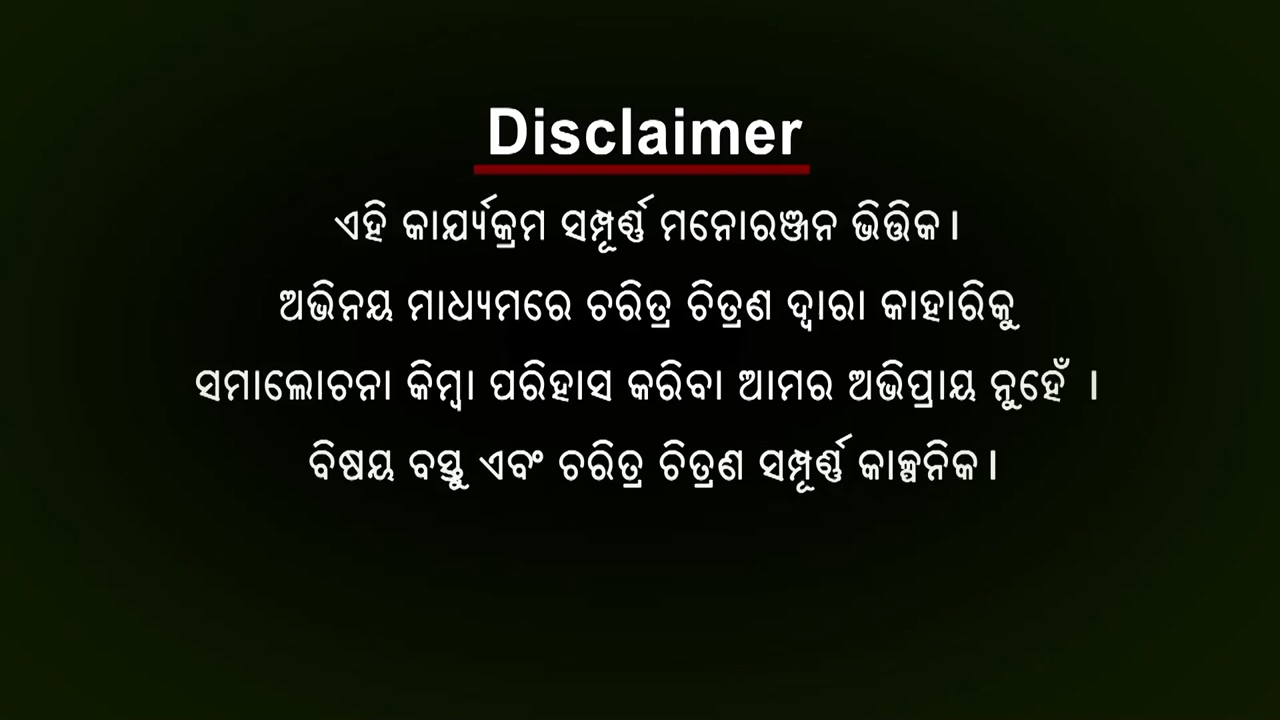 Disclaimer
ଏହି କାର୍ଯ୍ୟକ୍ରମ ସମ୍ପୂର୍ଣ୍ଣ ମନୋରଞ୍ଜନ ଭିତ୍ତିକ।
ଅଭିନୟ ମାଧ୍ୟମରେ ଚରିତ୍ର ଚିତ୍ରଣ ଦ୍ୱାରା କାହାରିକୁ
ସମାଲୋଚନା କିମ୍ବା ପରିହାସ କରିବା ଆମର ଅଭିପ୍ରାୟ ନୁହେଁ ।
ବିଷୟ ବସ୍ତୁ ଏବଂ ଚରିତ୍ର ଚିତ୍ରଣ ସମ୍ପୂର୍ଣ୍ଣ କାଳ୍ପନିକ।